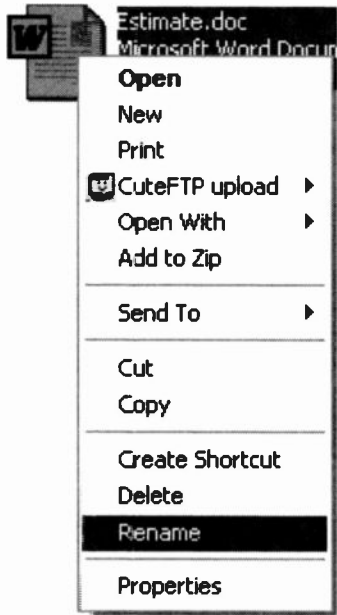 Estimate.doc
Microsoft Word Docum
Open
New
Print
CuteFTP upload
Open With
Add to Zip
Send To
Cut
Copy
Create Shortcut
Delete
Rename
Properties